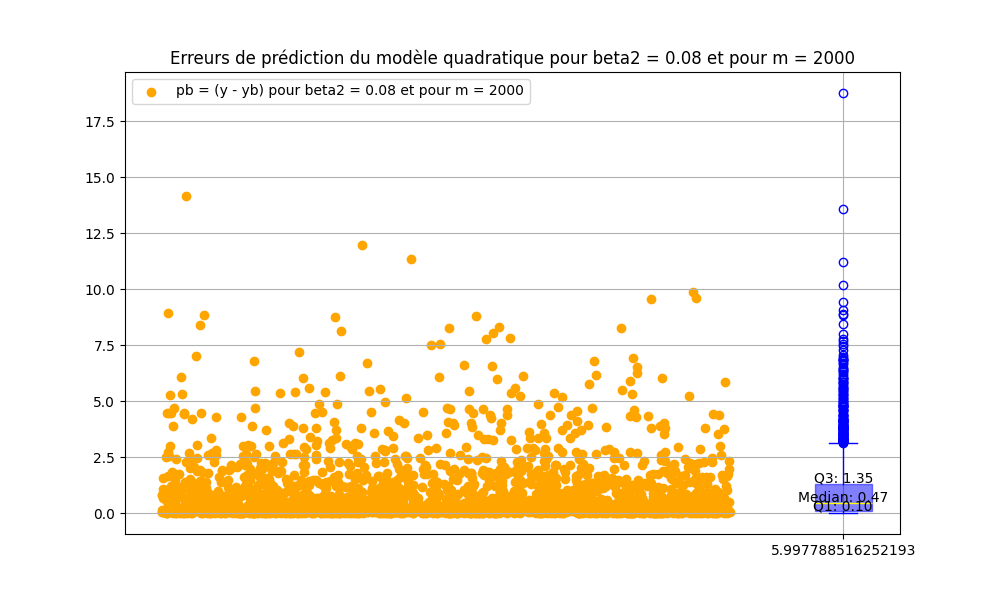 Erreurs de prédiction du modèle quadratique pour beta2 = 0.08 et pour m = 2000
pb = (y - yb) pour beta2 = 0.08 et pour m = 2000
17.5
15.0
12.5
10.0
7.5
5.0
2.5
0.0
Q3: 1.35
Median: 0.47
Q1: 0.10
5.997788516252193